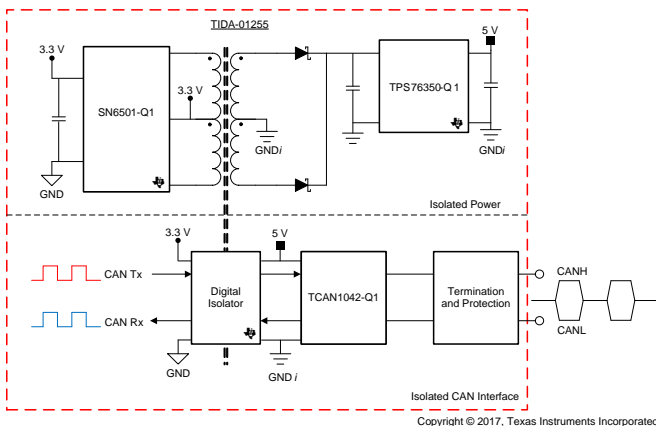 TIDA-01255
3.3 V
5 V
SN6501-Q1
3.3 V
TPS76350-Q1
GNDi
GNDi
GND
Isolated Power
3.3 V
5 V
CAN Tx
Digital
Isolator
TCAN1042-Q1
Termination
and Protection
CANH
CAN Rx
CANL
GND
GND i
Isolated CAN Interface
Copyright © 2017, Texas Instruments Incorporated